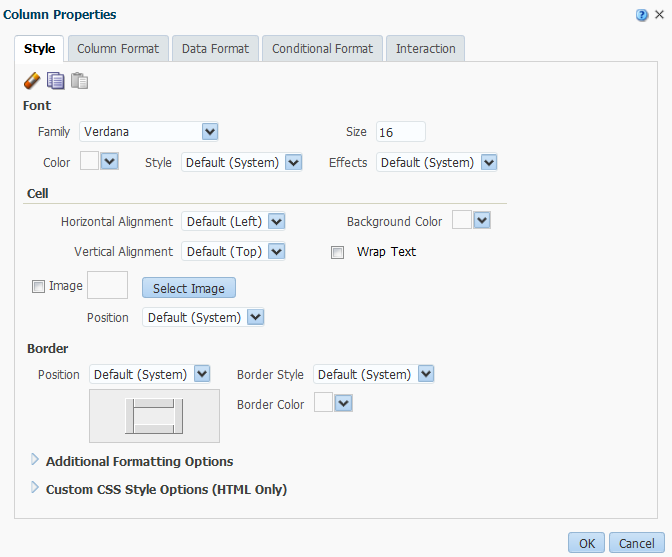 Column Properties
Style Column Format Data Format Conditional Format Interaction
Font
Family Verdana Size 16
Color Style Default (System) Effects Default (System)
Cell
Horizontal Alignment Default (Left) Background Color
Vertical Alignment Default (Top) Wrap Text
Image Select Image
Position Default (System)
Border
Position Default (System) Border Style Default (System)
Border Color
Additional Formatting Options
Custom CSS Style Options (HTML Only)
OK Cancel